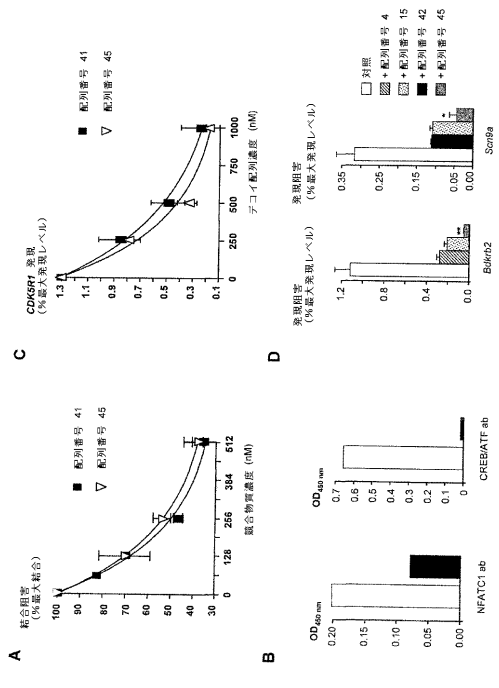 A
結合阻害
(%最大結合)
100
90
80
70
60
50
40
30
0
128
256
384
512
競合物質濃度 (nM)
配列番号 41
配列番号 45
B
OD450 nm
0.20
0.15
0.10
0.05
0.00
NFATC1 ab
OD450 nm
0.7
0.6
0.5
0.4
0.3
0.2
0.1
0
CREB/ATF ab
C
CDK5R1 発現
(%最大発現レベル)
1.3
1.1
0.9
0.7
0.5
0.3
0.1
0
250
500
750
1000
デコイ配列濃度 (nM)
配列番号 41
配列番号 45
D
発現阻害
(%最大発現レベル)
1.2
0.8
0.4
0.0
**
Bdkrb2
発現阻害
(%最大発現レベル)
0.35
0.25
0.15
0.05
0.00
*
Scn9a
対照
+配列番号 4
+配列番号 15
+配列番号 42
+配列番号 45